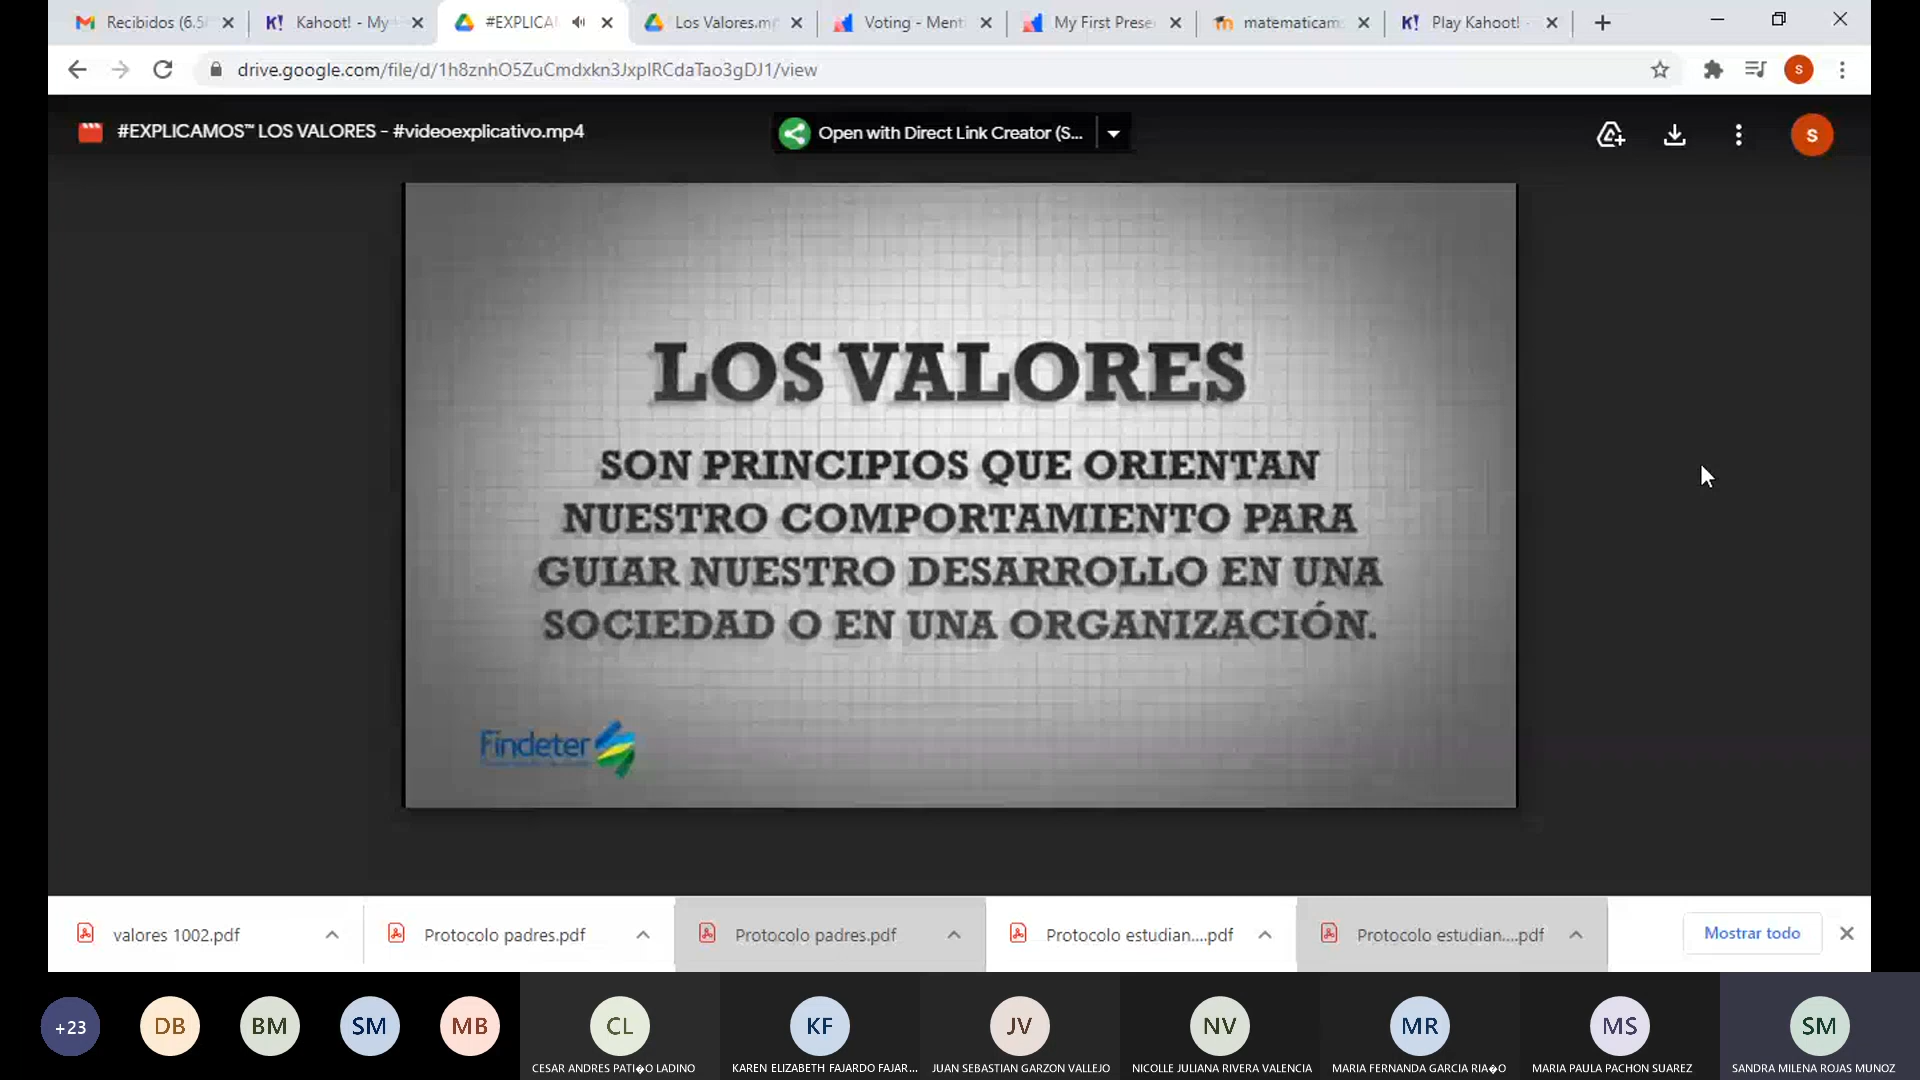 Recibidos (6.5
Kahoot! - My
#EXPLICA
Los Valores.m
Voting - Ment
My First Prese
matematicam
Play Kahoot! -
drive.google.com/file/d/1h8znhO5ZuCmdxkn3JxpIRCdaTao3gDJ1/view
S
#EXPLICAMOS™ LOS VALORES - #videoexplicativo.mp4
Open with Direct Link Creator (S...
S
LOS VALORES
SON PRINCIPIOS QUE ORIENTAN
NUESTRO COMPORTAMIENTO PARA
GUIAR NUESTRO DESARROLLO EN UNA
SOCIEDAD O EN UNA ORGANIZACIÓN.
Findeter
valores 1002.pdf
Protocolo padres.pdf
Protocolo padres.pdf
Protocolo estudian....pdf
Protocolo estudian....pdf
Mostrar todo
+23
DB
BM
SM
MB
CL
KF
JV
NV
MR
MS
SM
CESAR ANDRES PATI�O LADINO
KAREN ELIZABETH FAJARDO FAJAR...
JUAN SEBASTIAN GARZON VALLEJO
NICOLLE JULIANA RIVERA VALENCIA
MARIA FERNANDA GARCIA RIA�O
MARIA PAULA PACHON SUAREZ
SANDRA MILENA ROJAS MUNOZ